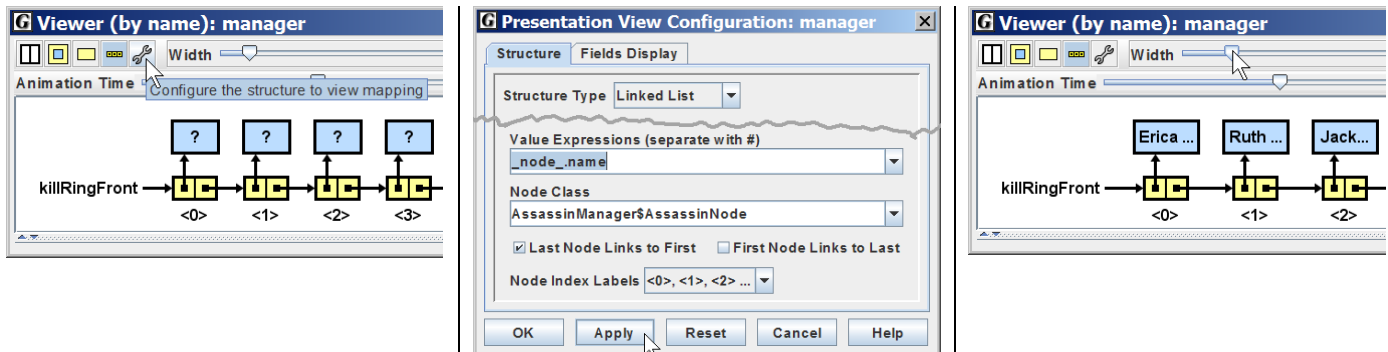 G Viewer (by name): manager
Width
Animation Time
Configure the structure to view mapping
? ? ? ?
killRingFront
<0> <1> <2> <3>
G Presentation View Configuration: manager
Structure Fields Display
Structure Type Linked List
Value Expressions (separate with #)
_node_.name
Node Class
AssassinManager$AssassinNode
Last Node Links to First First Node Links to Last
Node Index Labels <0>, <1>, <2> ...
OK Apply Reset Cancel Help
G Viewer (by name): manager
Width
Animation Time
Erica ... Ruth ... Jack...
killRingFront
<0> <1> <2>